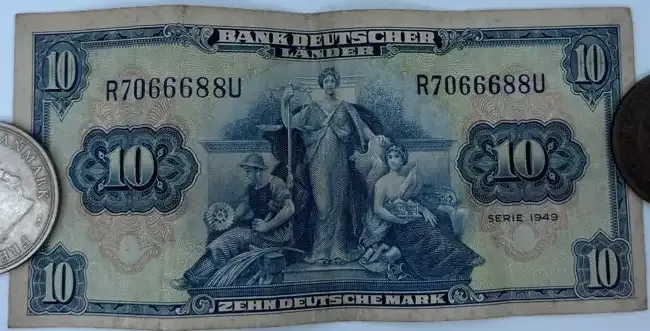 BANK DEUTSCHER
LÄNDER
10
10
R7066688U
R7066688U
10
10
SERIE 1949
10
10
ZEHN DEUTSCHE MARK